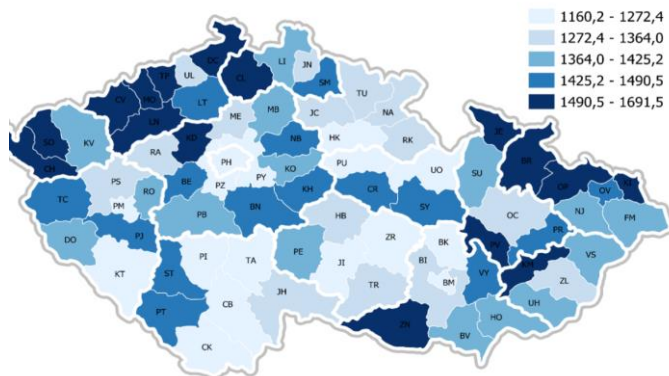 1160,2 - 1272,4
1272,4 - 1364,0
1364,0 - 1425,2
1425,2 - 1490,5
1490,5 - 1691,5
DC
LI
JN
TP
UL
CL
SM
TU
CV
MO
LT
LN
ME
MB
JC
NA
SO
KV
KD
NB
HK
RK
JE
CH
RA
PH
BR
PS
RO
BE
PZ
PY
KO
PU
UO
SU
OP
KI
TC
PM
KH
CR
OV
PB
BN
SY
OC
NJ
FM
DO
PJ
HB
PR
PE
ZR
BK
PV
VS
KT
ST
PI
TA
JI
BI
KM
ZL
PT
CB
JH
TR
BM
VY
UH
CK
ZN
HO
BV